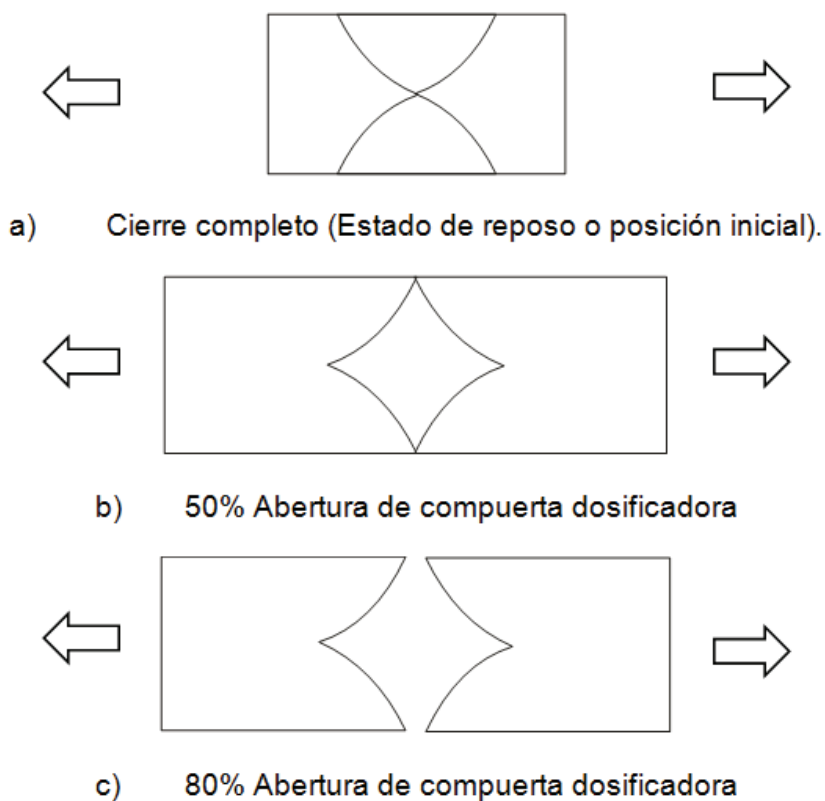 a) Cierre completo (Estado de reposo o posición inicial).
b) 50% Abertura de compuerta dosificadora
c) 80% Abertura de compuerta dosificadora